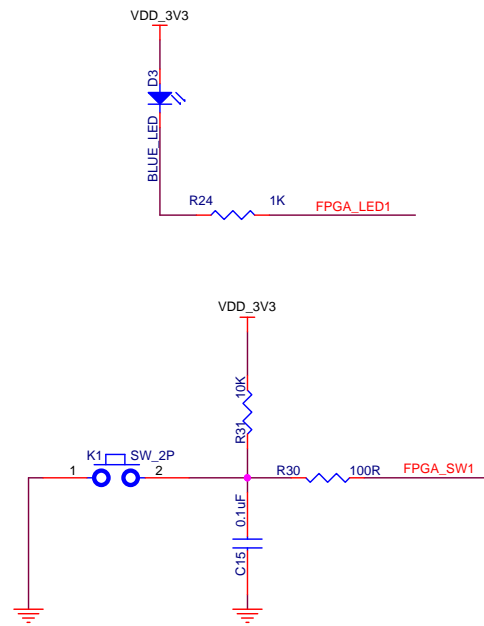 VDD_3V3
D3
BLUE_LED
R24 1K FPGA_LED1
VDD_3V3
10K
R31
K1 SW_2P
1 2
R30 100R FPGA_SW1
0.1uF
C15